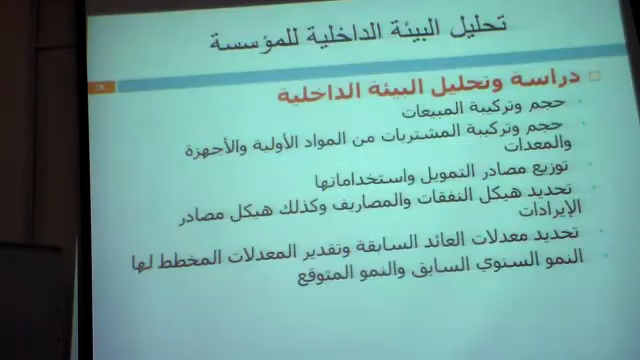 تحليل البيئة الداخلية للمؤسسة
دراسة وتحليل البيئة الداخلية
حجم وتركيبة المبيعات
حجم وتركيبة المشتريات من المواد الأولية والأجهزة
والمعدات
توزيع مصادر التمويل واستخداماتها
تحديد هيكل النفقات والمصاريف وكذلك هيكل مصادر
الإيرادات
تحديد معدلات العائد السابقة وتقدير المعدلات المخطط لها
النمو السنوي السابق والنمو المتوقع